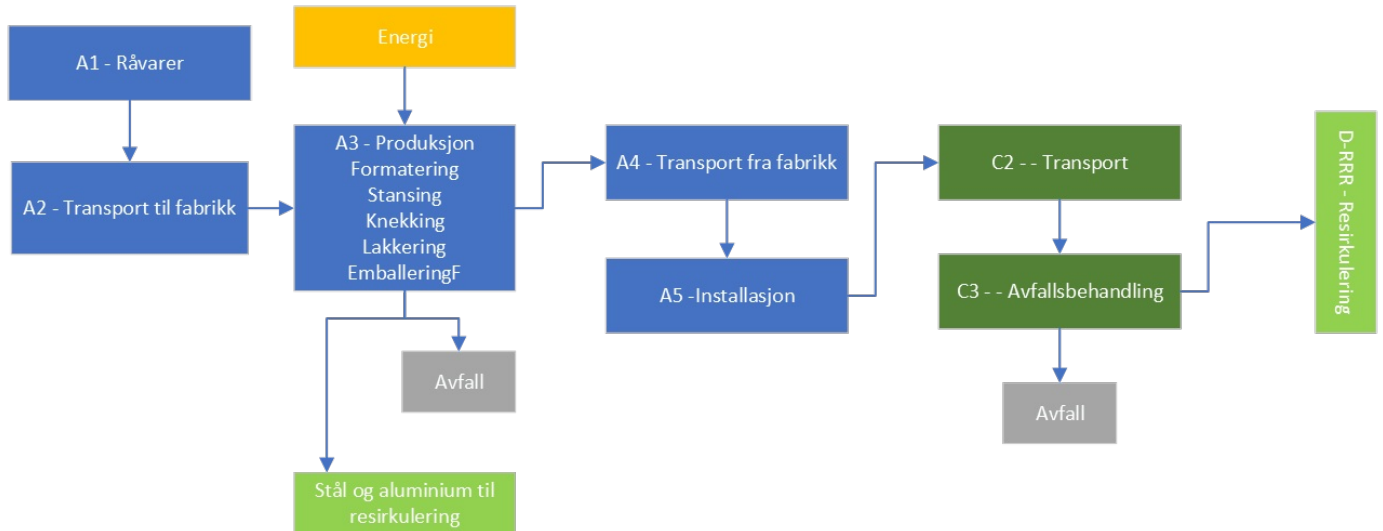 A1 - Råvarer
Energi
A2 - Transport til fabrikk
A3 - Produksjon
Formatering
Stansing
Knekking
Lakkering
EmballeringF
A4 - Transport fra fabrikk
A5 -Installasjon
C2 - - Transport
C3 - - Avfallsbehandling
D-RRR - Resirkulering
Avfall
Avfall
Stål og aluminium til
resirkulering